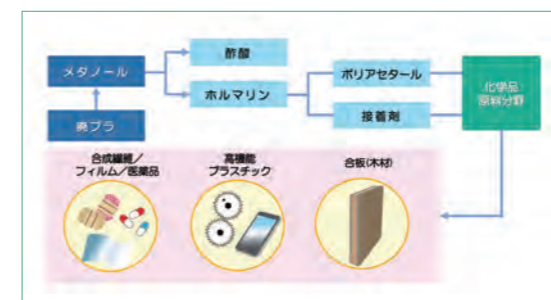 酢酸
メタノール
ホルマリン
ポリアセタール
接着剤
化学品
原料分野
廃プラ
合成繊維/
フィルム/医薬品
高機能
プラスチック
合板(木材)